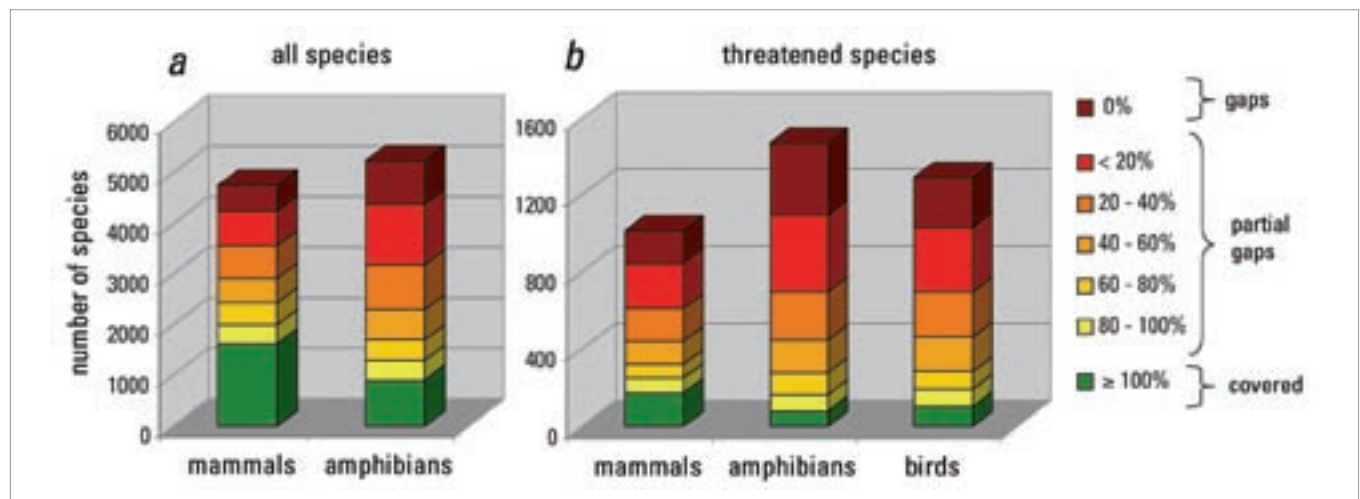 a all species
number of species
6000
5000
4000
3000
2000
1000
0
mammals amphibians
b threatened species
1600
1200
800
400
0
mammals amphibians birds
0% gaps
< 20%
20 - 40%
40 - 60%
60 - 80%
80 - 100%
partial
gaps
≥ 100% covered